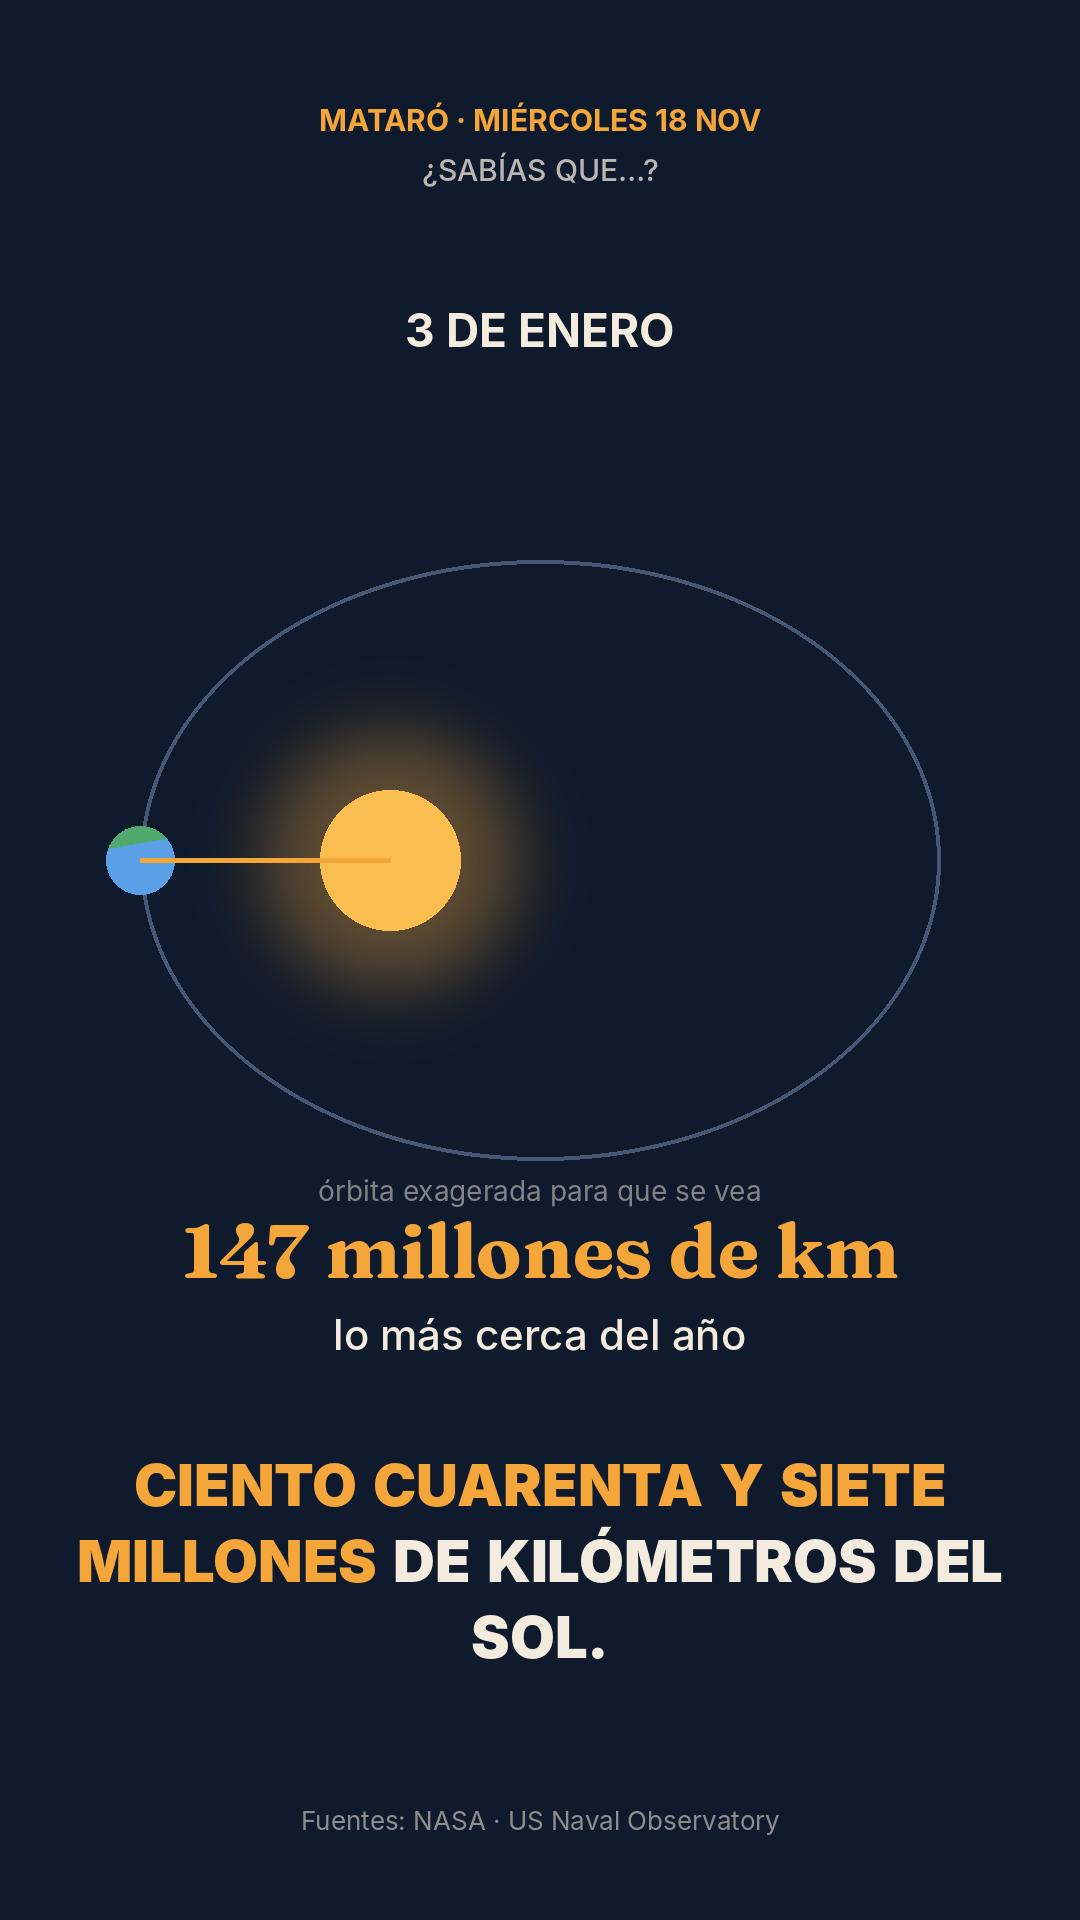 MATARÓ · MIÉRCOLES 18 NOV
¿SABÍAS QUE...?
3 DE ENERO
órbita exagerada para que se vea
147 millones de km
lo más cerca del año
CIENTO CUARENTA Y SIETE
MILLONES DE KILÓMETROS DEL
SOL.
Fuentes: NASA · US Naval Observatory